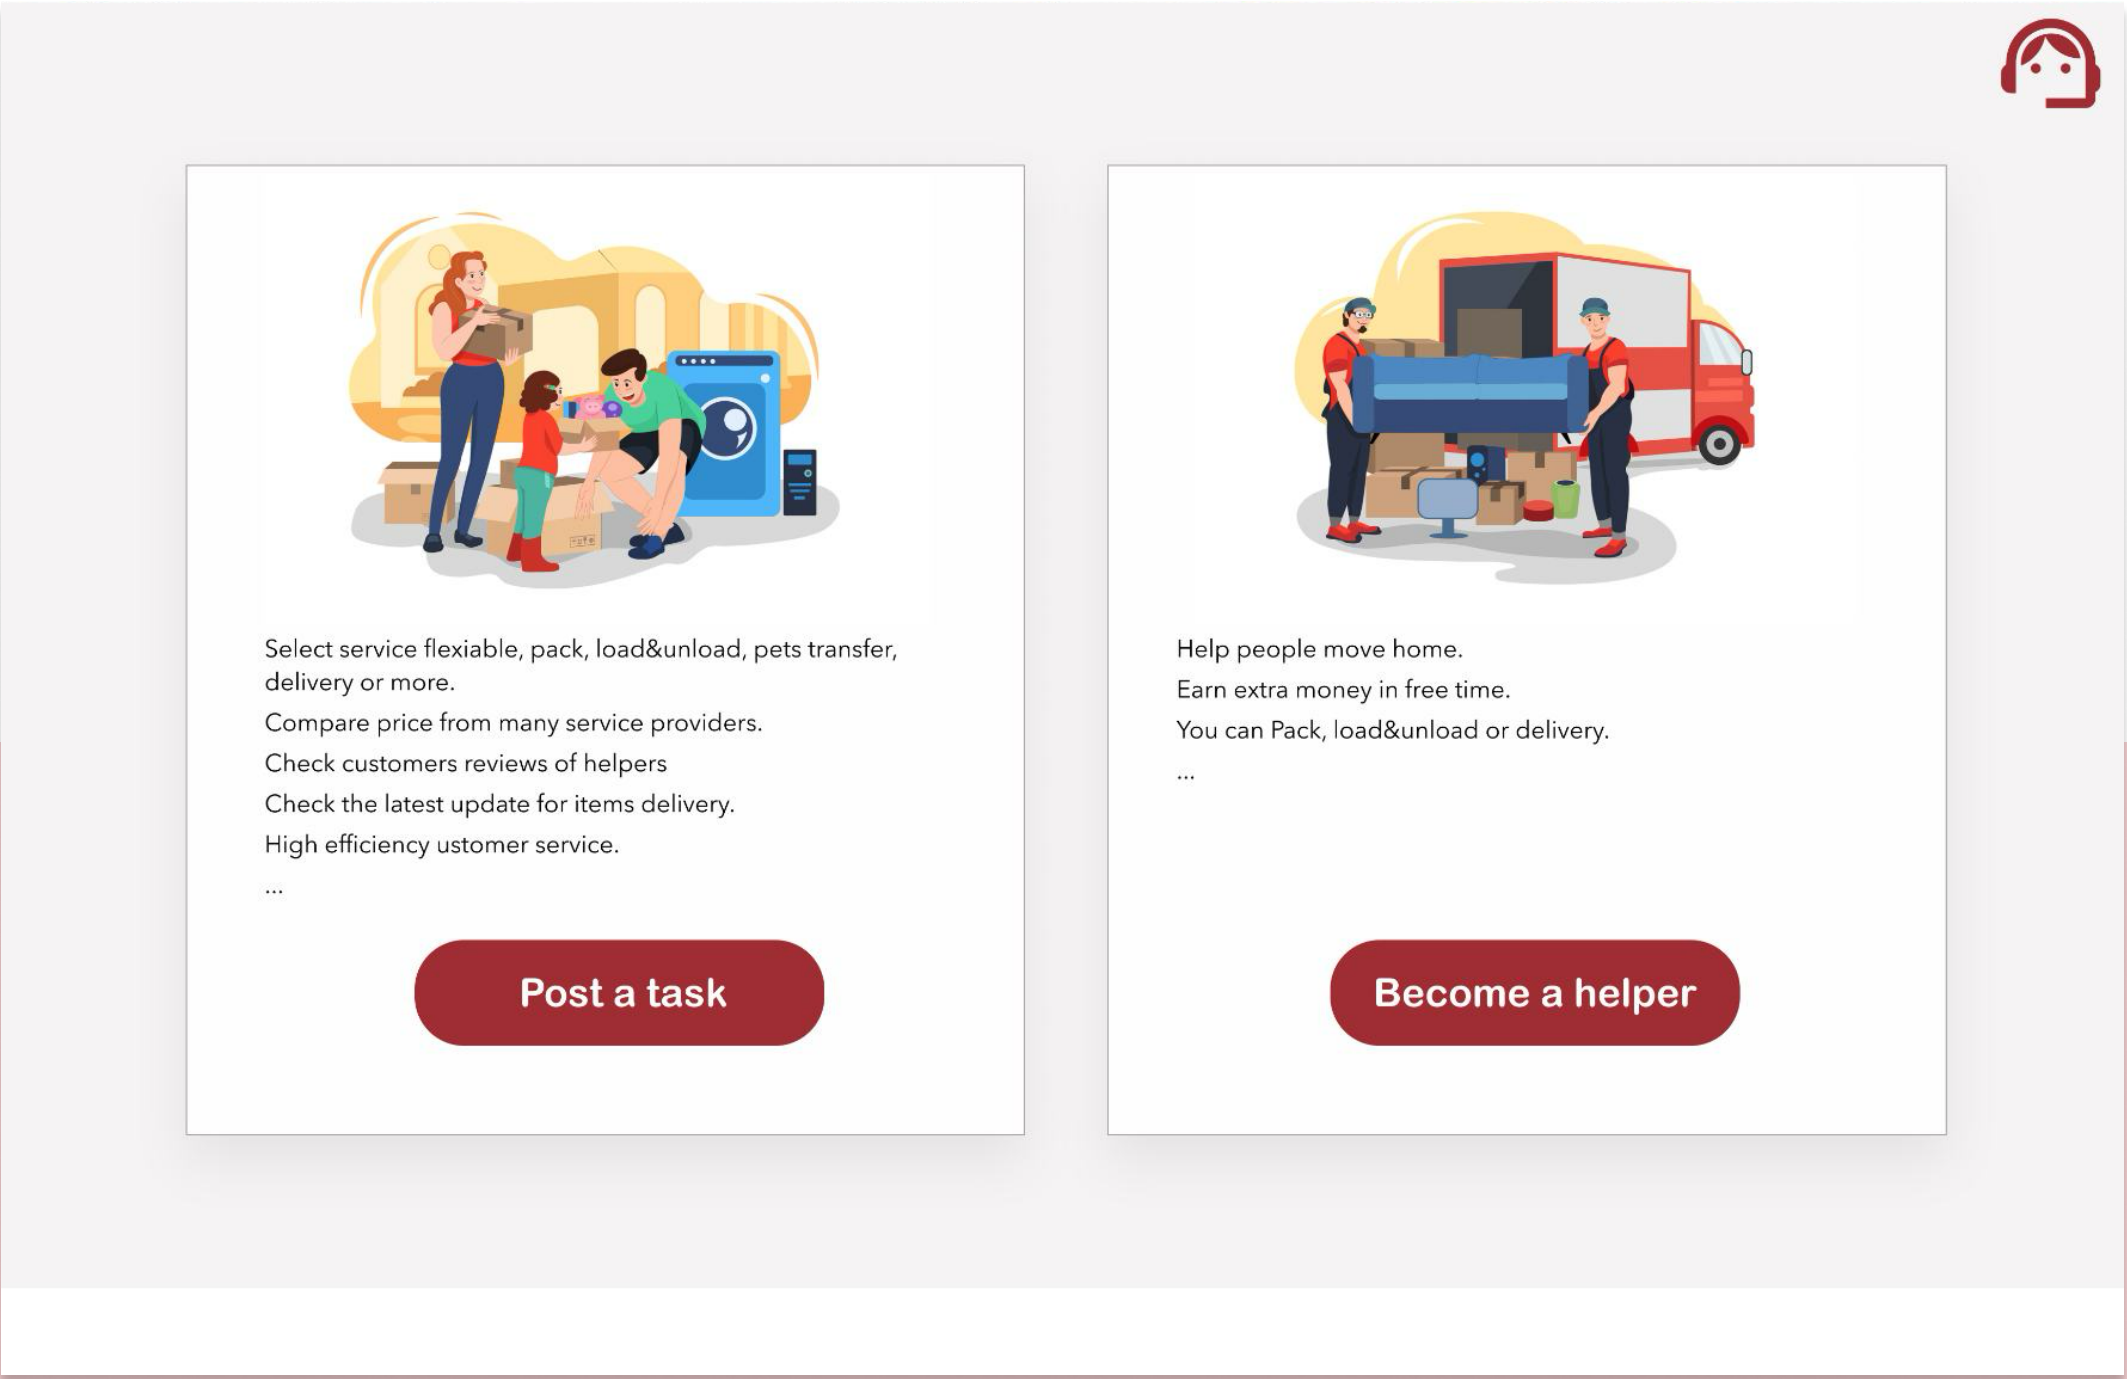 Select service flexiable, pack, load&unload, pets transfer,
delivery or more.
Compare price from many service providers.
Check customers reviews of helpers
Check the latest update for items delivery.
High efficiency ustomer service.
...
Post a task
Help people move home.
Earn extra money in free time.
You can Pack, load&unload or delivery.
...
Become a helper